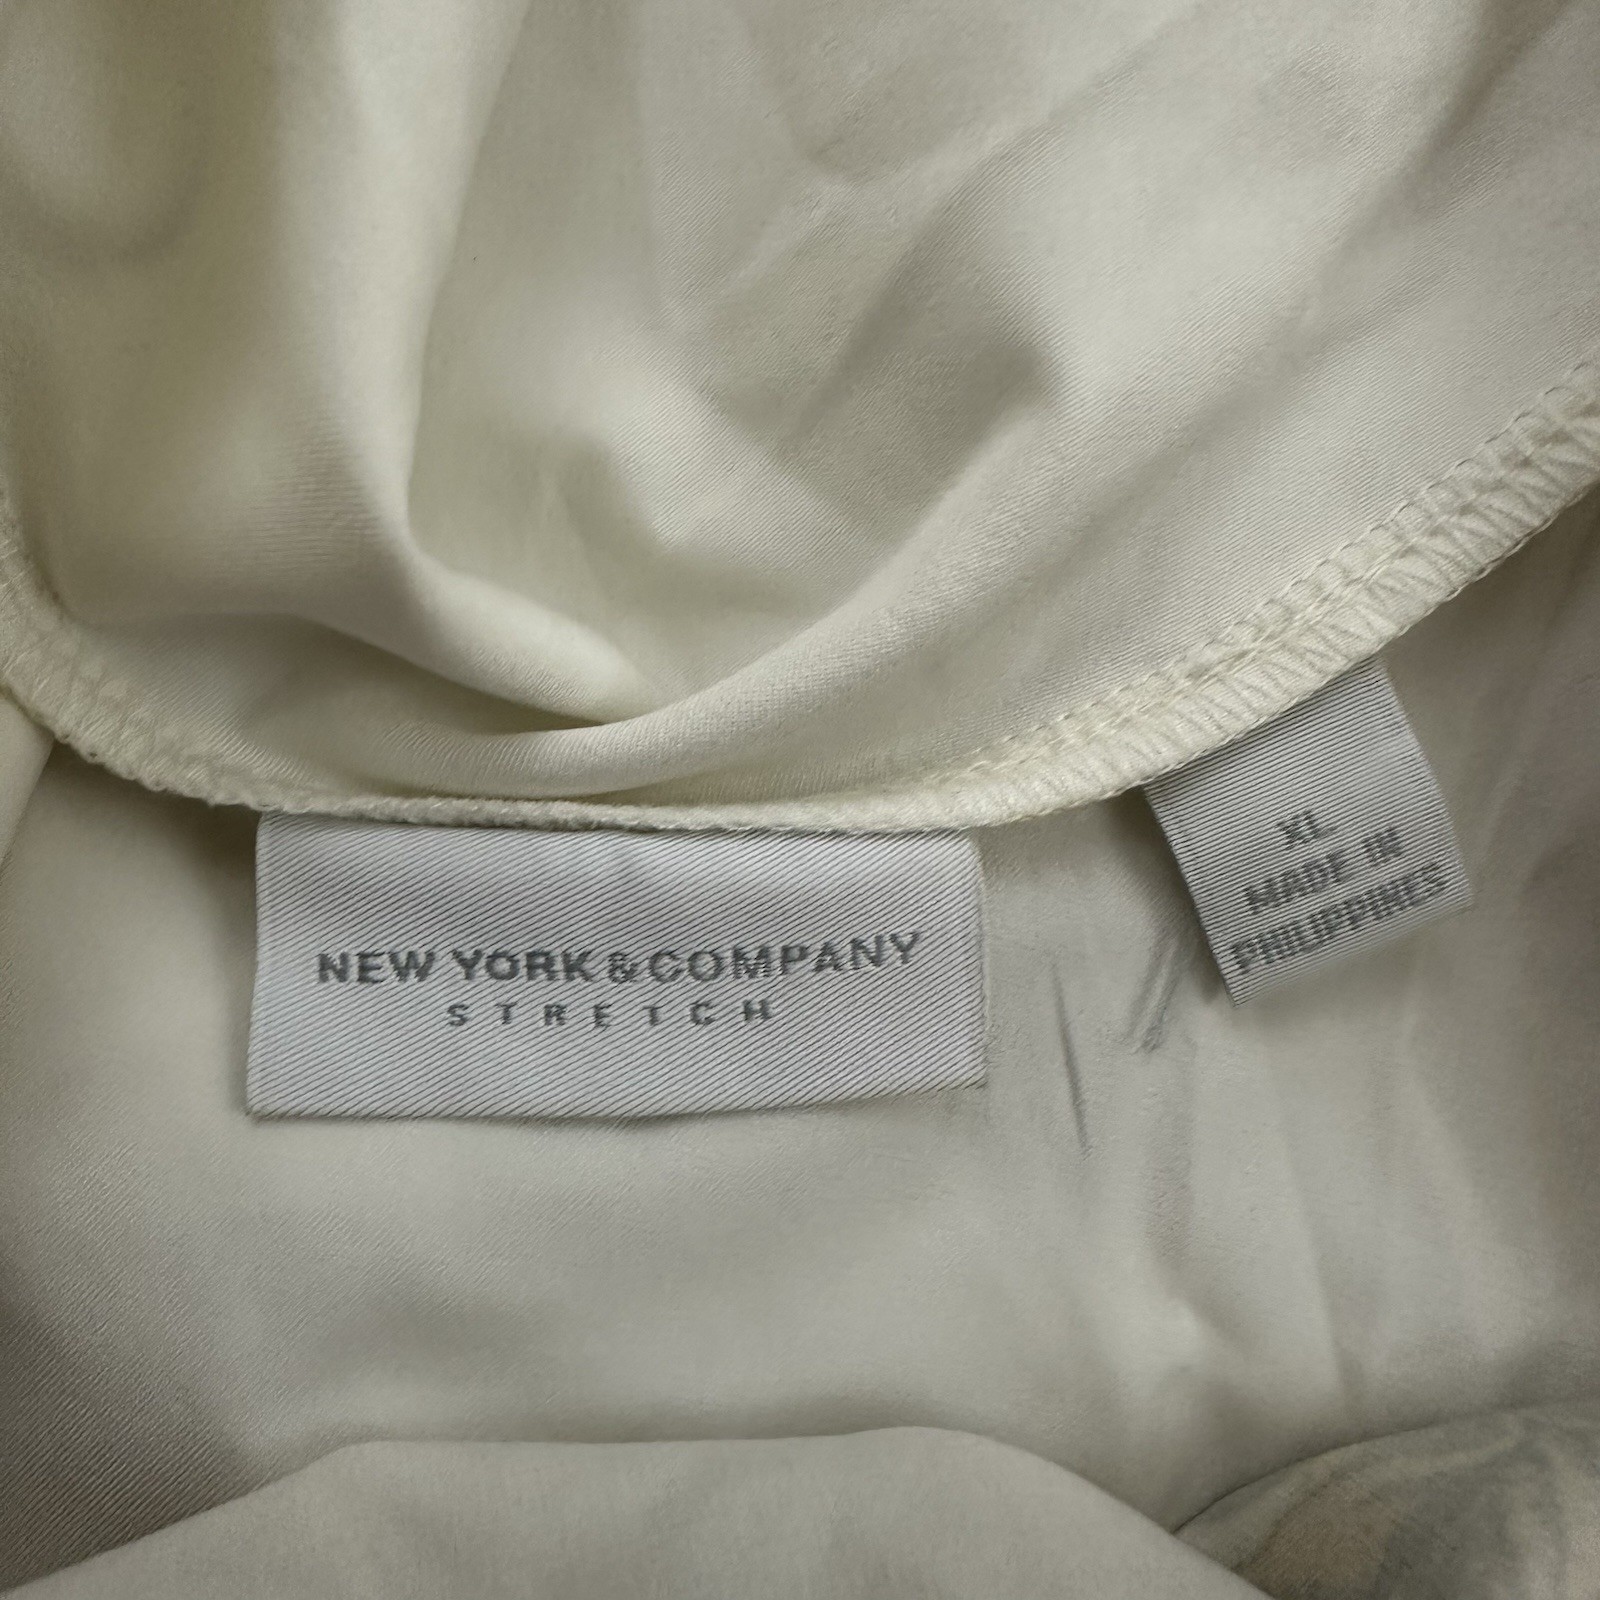 NEW YORK & COMPANY
STRETCH
XL
MADE IN
PHILIPPINES